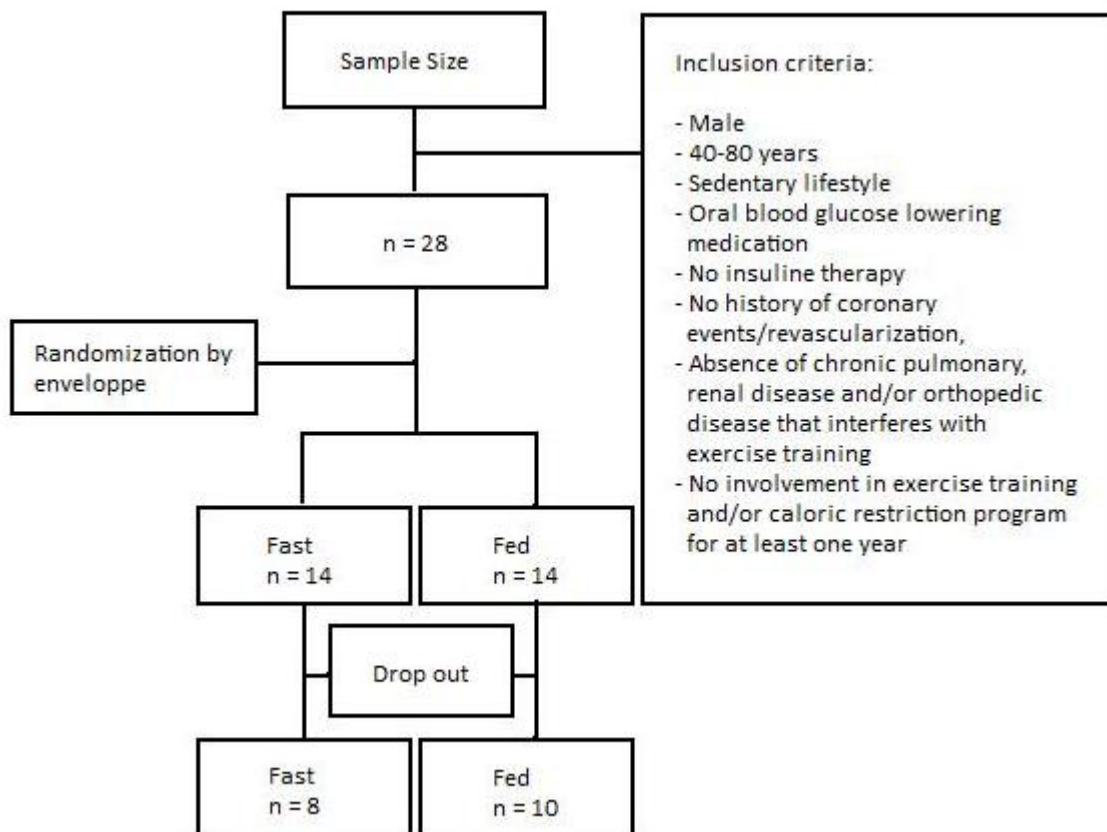 Sample Size
Inclusion criteria:
- Male
- 40-80 years
- Sedentary lifestyle
- Oral blood glucose lowering
medication
- No insuline therapy
- No history of coronary
events/revascularization,
- Absence of chronic pulmonary,
renal disease and/or orthopedic
disease that interferes with
exercise training
- No involvement in exercise training
and/or caloric restriction program
for at least one year
n = 28
Randomization by
enveloppe
Fast
n = 14
Fed
n = 14
Drop out
Fast
n = 8
Fed
n = 10